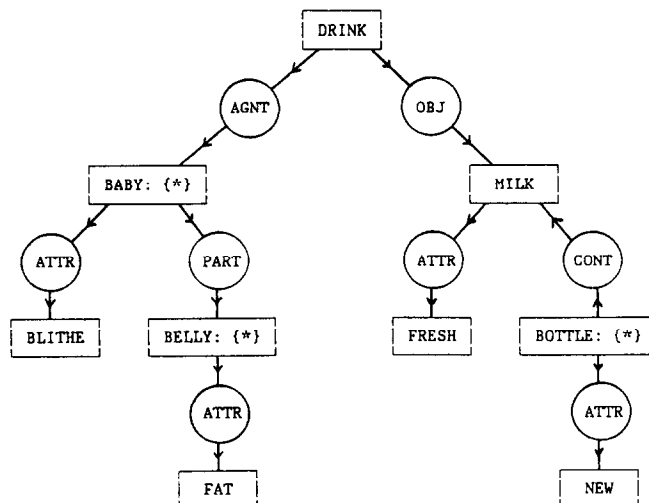 DRINK
AGNT OBJ
BABY: {*} MILK
ATTR PART ATTR CONT
BLITHE BELLY: {*} FRESH BOTTLE: {*}
ATTR ATTR
FAT NEW